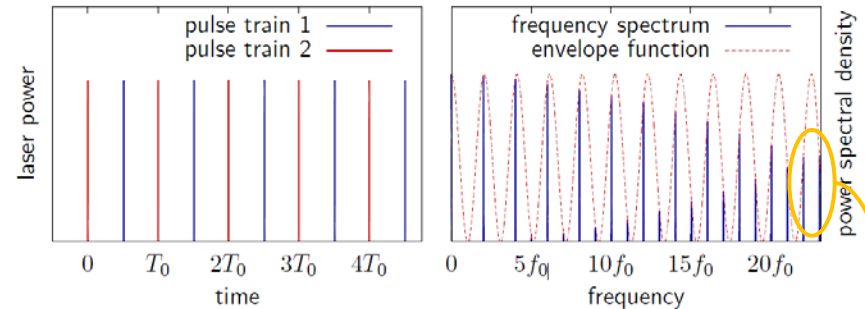 pulse train 1
pulse train 2
laser power
0 T₀ 2T₀ 3T₀ 4T₀
time
frequency spectrum
envelope function
power spectral density
0 5f₀ 10f₀ 15f₀ 20f₀
frequency